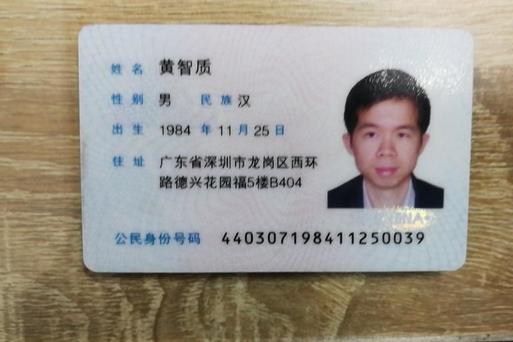 姓名 黄智质
性别 男 民族 汉
出生 1984 年 11 月 25 日
住址 广东省深圳市龙岗区西环
路德兴花园福5楼B404
公民身份号码 440307198411250039